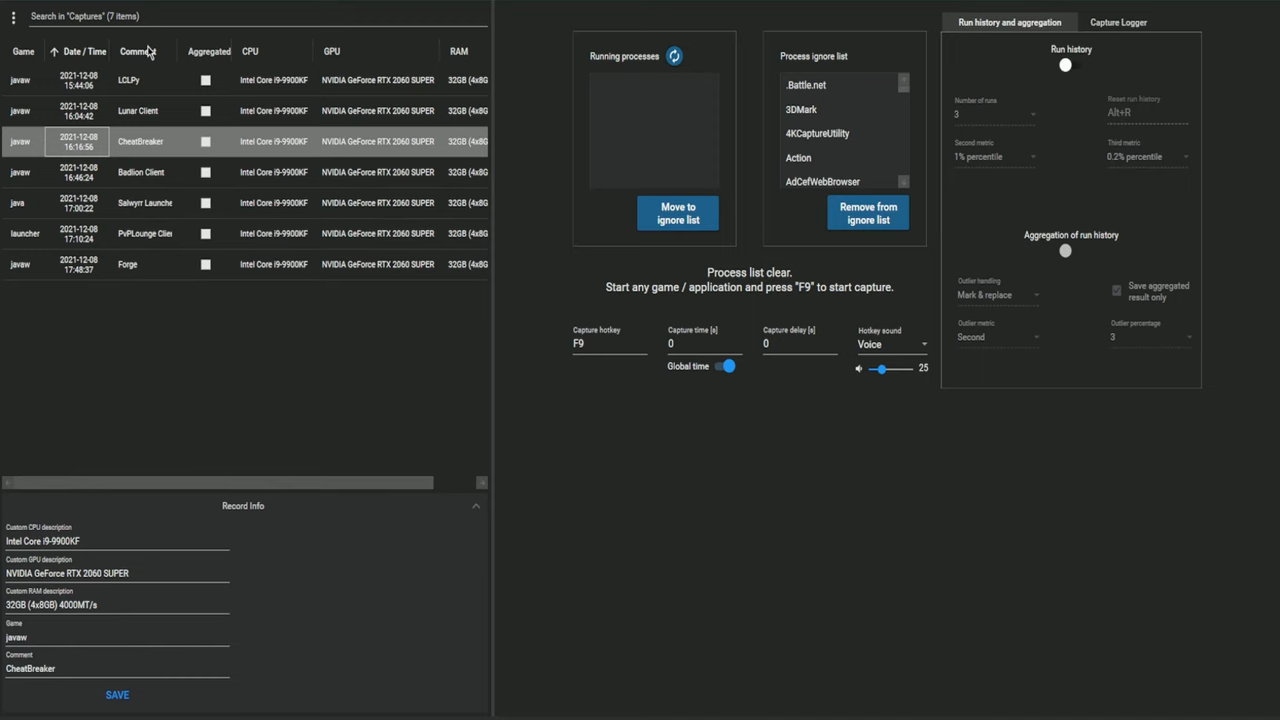 Search in "Captures" (7 items)
Game Date / Time Comment Aggregated CPU GPU RAM
javaw 2021-12-08 15:44:06 LCLPy Intel Core i9-9900KF NVIDIA GeForce RTX 2060 SUPER 32GB (4x8G
javaw 2021-12-08 16:04:42 Lunar Client Intel Core i9-9900KF NVIDIA GeForce RTX 2060 SUPER 32GB (4x8G
javaw 2021-12-08 16:16:56 CheatBreaker Intel Core i9-9900KF NVIDIA GeForce RTX 2060 SUPER 32GB (4x8G
javaw 2021-12-08 16:46:24 Badlion Client Intel Core i9-9900KF NVIDIA GeForce RTX 2060 SUPER 32GB (4x8G
java 2021-12-08 17:00:22 Salwyrr Launche Intel Core i9-9900KF NVIDIA GeForce RTX 2060 SUPER 32GB (4x8G
launcher 2021-12-08 17:10:24 PvPLounge Clie Intel Core i9-9900KF NVIDIA GeForce RTX 2060 SUPER 32GB (4x8G
javaw 2021-12-08 17:48:37 Forge Intel Core i9-9900KF NVIDIA GeForce RTX 2060 SUPER 32GB (4x8G
Record Info
Custom CPU description
Intel Core i9-9900KF
Custom GPU description
NVIDIA GeForce RTX 2060 SUPER
Custom RAM description
32GB (4x8GB) 4000MT/s
Game
javaw
Comment
CheatBreaker
SAVE
Running processes
Move to
ignore list
Process ignore list
.Battle.net
3DMark
4KCaptureUtility
Action
AdCefWebBrowser
Remove from
ignore list
Process list clear.
Start any game / application and press "F9" to start capture.
Capture hotkey
F9
Capture time [s]
0
Global time
Capture delay [s]
0
Hotkey sound
Voice
25
Run history and aggregation
Capture Logger
Run history
Number of runs
3
Reset run history
Alt+R
Second metric
1% percentile
Third metric
0.2% percentile
Aggregation of run history
Outlier handling
Mark & replace
Save aggregated
result only
Outlier metric
Second
Outlier percentage
3